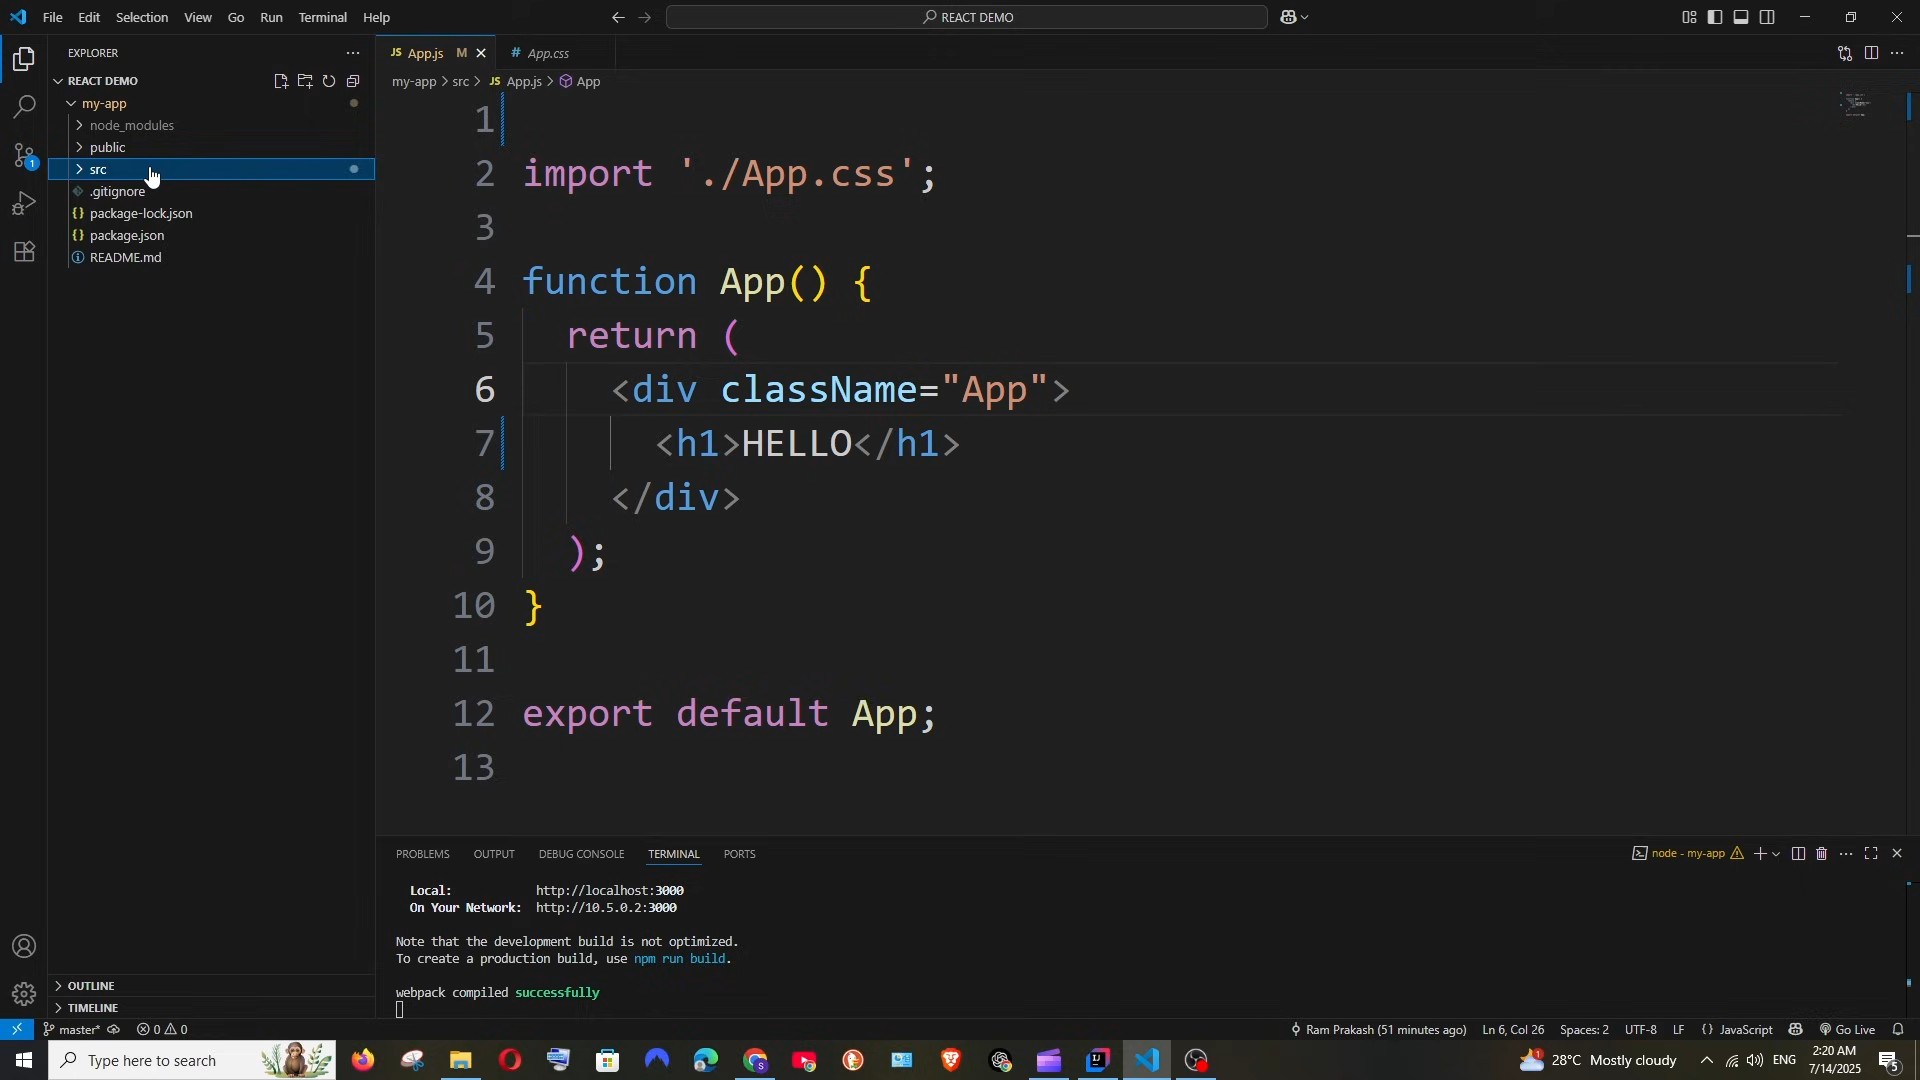 File Edit Selection View Go Run Terminal Help
REACT DEMO
EXPLORER
REACT DEMO
my-app
node_modules
public
src
.gitignore
package-lock.json
package.json
README.md
OUTLINE
TIMELINE
JS App.js M
# App.css
my-app > src > JS App.js > App
1
2 import './App.css';
3
4 function App() {
5 return (
6 <div className="App">
7 <h1>HELLO</h1>
8 </div>
9 );
10 }
11
12 export default App;
13
PROBLEMS OUTPUT DEBUG CONSOLE TERMINAL PORTS
node - my-app
Local: http://localhost:3000
On Your Network: http://10.5.0.2:3000
Note that the development build is not optimized.
To create a production build, use npm run build.
webpack compiled successfully
master* 0 0 Ram Prakash (51 minutes ago) Ln 6, Col 26 Spaces: 2 UTF-8 LF {} JavaScript Go Live
Type here to search
28°C Mostly cloudy
ENG
2:20 AM
7/14/2025
5